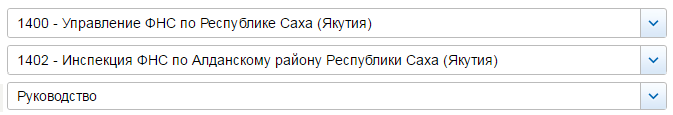 1400 - Управление ФНС по Республике Саха (Якутия)
1402 - Инспекция ФНС по Алданскому району Республики Саха (Якутия)
Руководство